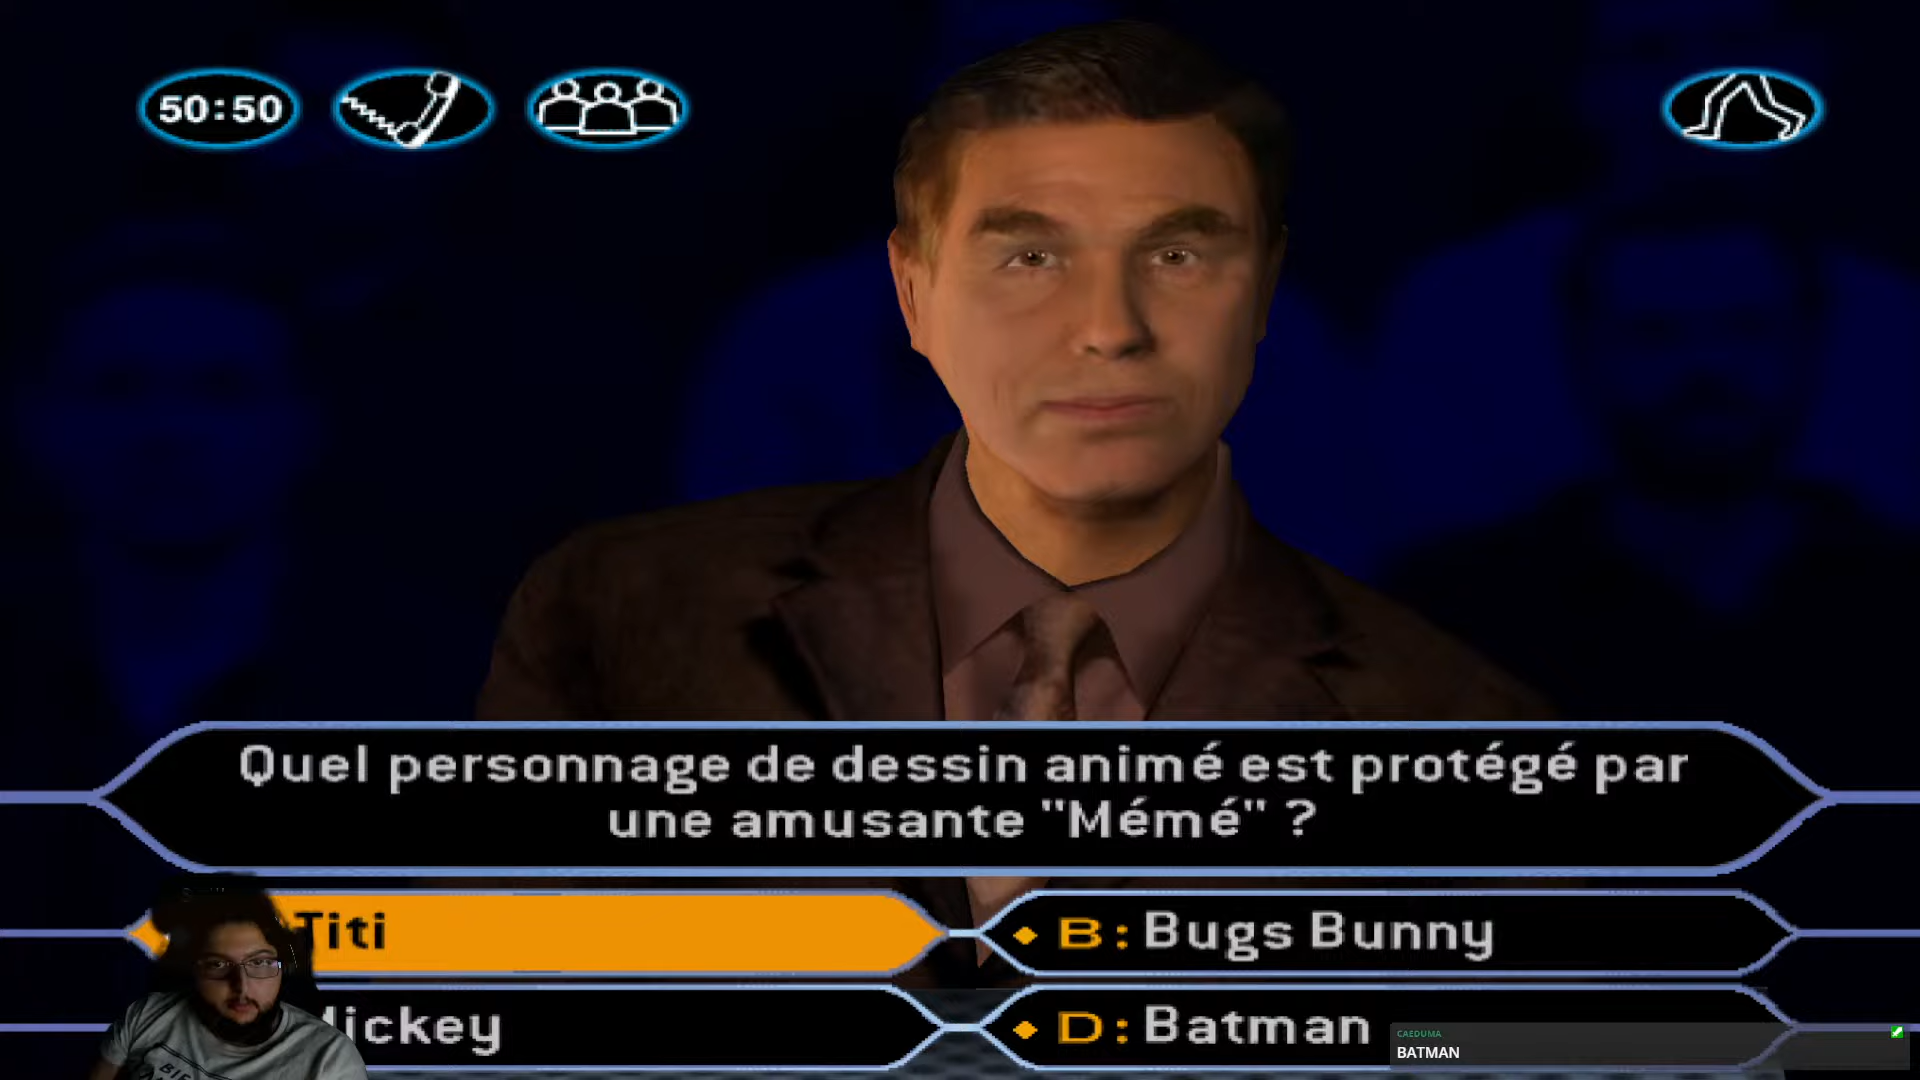 50:50
Quel personnage de dessin animé est protégé par
une amusante "Mémé" ?
Titi
B: Bugs Bunny
Mickey
D: Batman
CAEDUMA
BATMAN